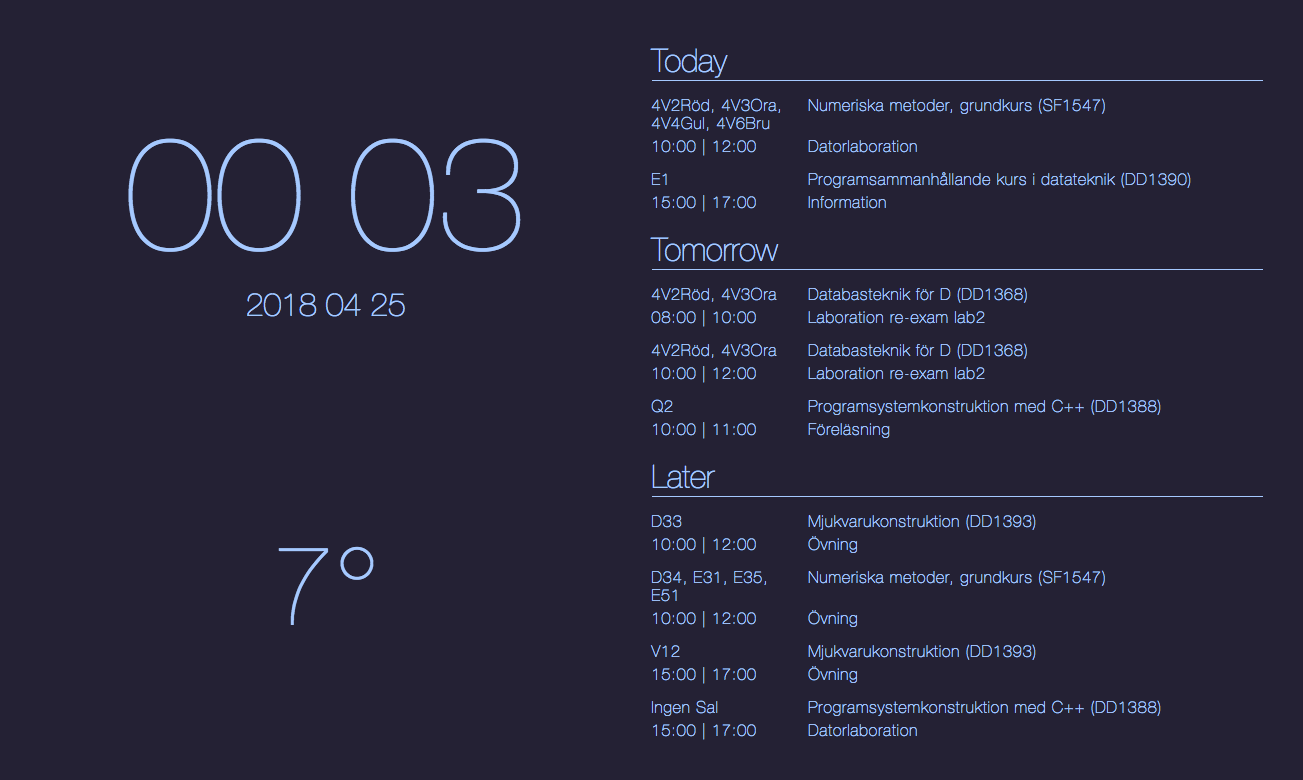 00 03
2018 04 25
7°
Today
4V2Röd, 4V3Ora, Numeriska metoder, grundkurs (SF1547)
4V4Gul, 4V6Bru
10:00 | 12:00 Datorlaboration
E1 Programsammanhållande kurs i datateknik (DD1390)
15:00 | 17:00 Information
Tomorrow
4V2Röd, 4V3Ora Databasteknik för D (DD1368)
08:00 | 10:00 Laboration re-exam lab2
4V2Röd, 4V3Ora Databasteknik för D (DD1368)
10:00 | 12:00 Laboration re-exam lab2
Q2 Programsystemkonstruktion med C++ (DD1388)
10:00 | 11:00 Föreläsning
Later
D33 Mjukvarukonstruktion (DD1393)
10:00 | 12:00 Övning
D34, E31, E35, Numeriska metoder, grundkurs (SF1547)
E51
10:00 | 12:00 Övning
V12 Mjukvarukonstruktion (DD1393)
15:00 | 17:00 Övning
Ingen Sal Programsystemkonstruktion med C++ (DD1388)
15:00 | 17:00 Datorlaboration